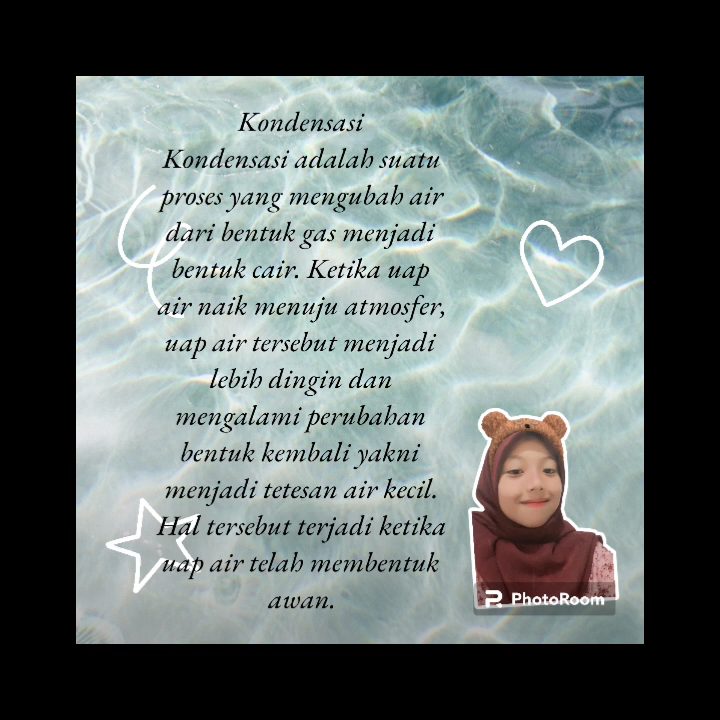 Kondensasi
Kondensasi adalah suatu
proses yang mengubah air
dari bentuk gas menjadi
bentuk cair. Ketika uap
air naik menuju atmosfer,
uap air tersebut menjadi
lebih dingin dan
mengalami perubahan
bentuk kembali yakni
menjadi tetesan air kecil.
Hal tersebut terjadi ketika
uap air telah membentuk
awan.
PhotoRoom